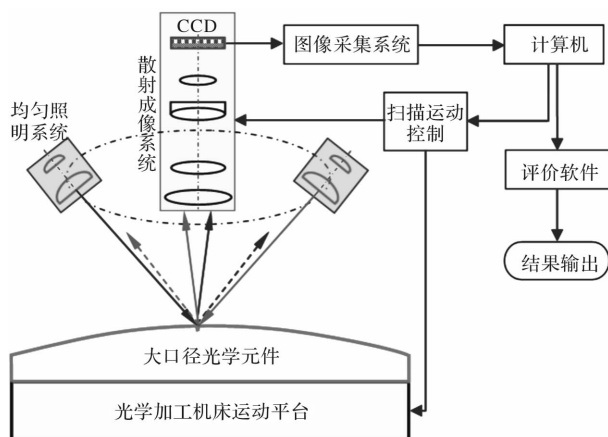 CCD
图像采集系统
计算机
散射成像系统
均匀照
明系统
扫描运动
控制
评价软件
结果输出
大口径光学元件
光学加工机床运动平台